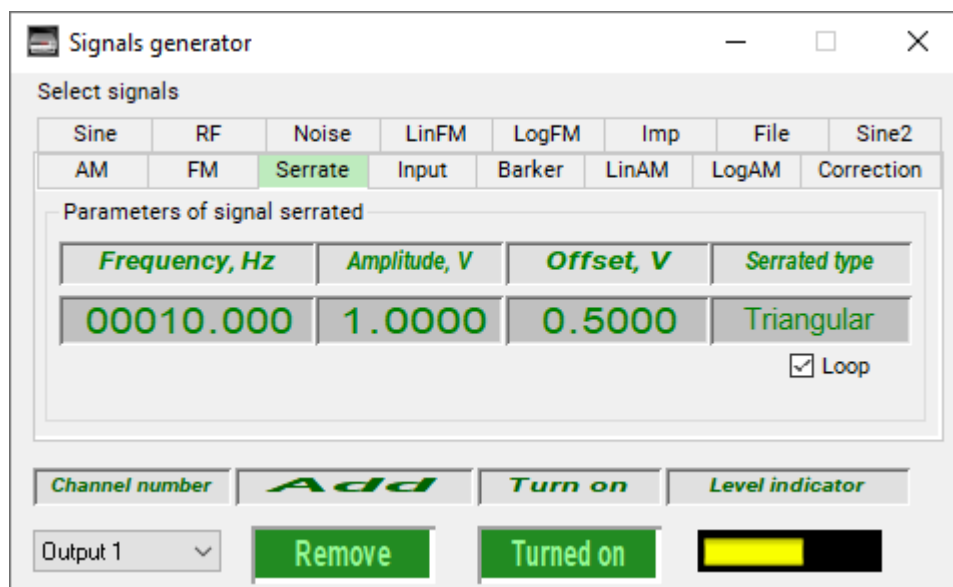 Signals generator
Select signals
Sine RF Noise LinFM LogFM Imp File Sine2
AM FM Serrate Input Barker LinAM LogAM Correction
Parameters of signal serrated
Frequency, Hz Amplitude, V Offset, V Serrated type
00010.000 1.0000 0.5000 Triangular
Loop
Channel number Add Turn on Level indicator
Output 1 Remove Turned on